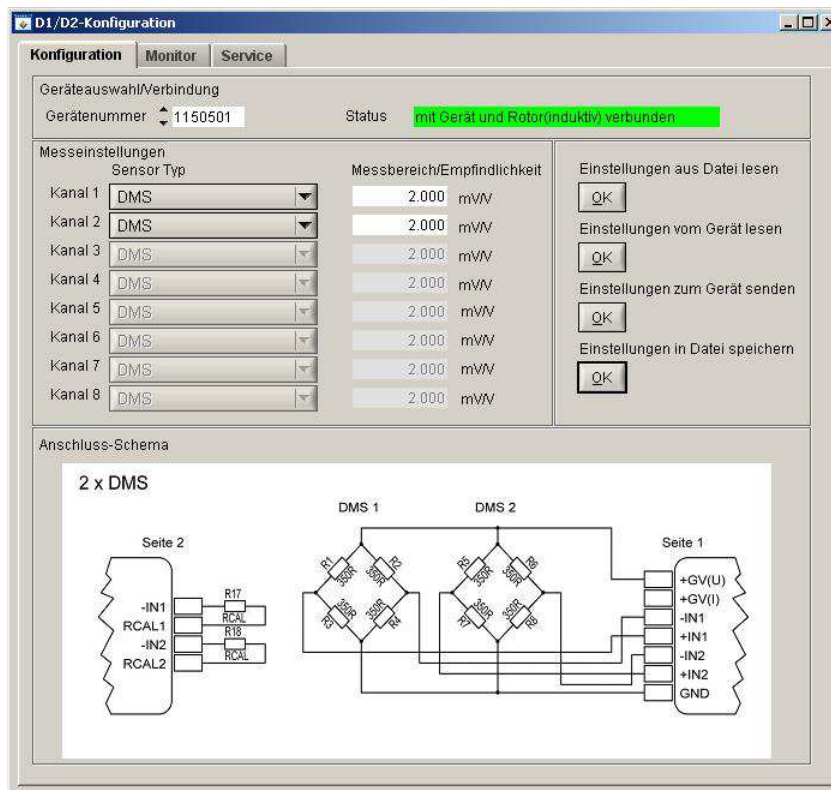 D1/D2-Konfiguration
Konfiguration Monitor Service
Geräteauswahl/Verbindung
Gerätenummer 1150501 Status mit Gerät und Rotor(induktiv) verbunden
Messeinstellungen
Sensor Typ Messbereich/Empfindlichkeit
Kanal 1 DMS 2.000 mV/V
Kanal 2 DMS 2.000 mV/V
Kanal 3 DMS 2.000 mV/V
Kanal 4 DMS 2.000 mV/V
Kanal 5 DMS 2.000 mV/V
Kanal 6 DMS 2.000 mV/V
Kanal 7 DMS 2.000 mV/V
Kanal 8 DMS 2.000 mV/V
Einstellungen aus Datei lesen
OK
Einstellungen vom Gerät lesen
OK
Einstellungen zum Gerät senden
OK
Einstellungen in Datei speichern
OK
Anschluss-Schema
2 x DMS
Seite 2
-IN1
RCAL1
-IN2
RCAL2
R17
RCAL
R18
RCAL
DMS 1
R1 350R
R2 350R
R3 350R
R4 350R
DMS 2
R5 350R
R6 350R
R7 350R
R8 350R
Seite 1
+GV(U)
+GV(I)
-IN1
+IN1
-IN2
+IN2
GND